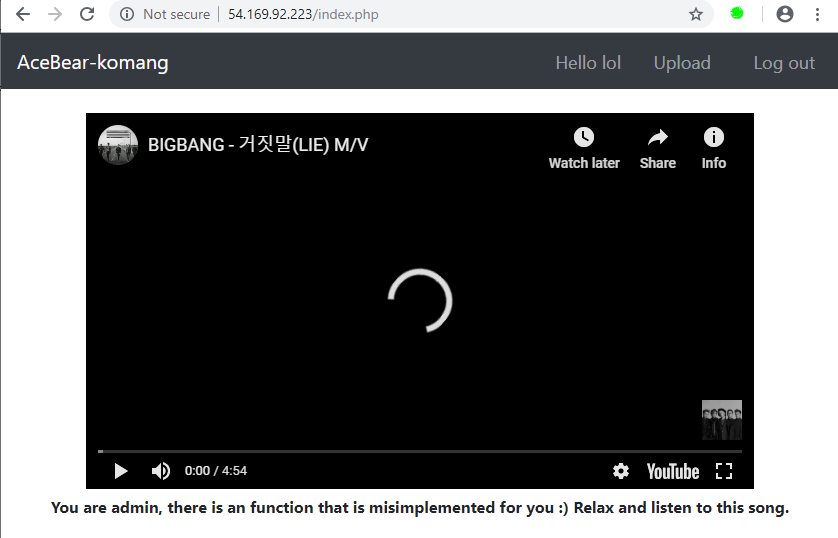 Not secure | 54.169.92.223/index.php
AceBear-komang Hello lol Upload Log out
BIGBANG - 거짓말(LIE) M/V
Watch later Share Info
0:00 / 4:54 YouTube
You are admin, there is an function that is misimplemented for you :) Relax and listen to this song.